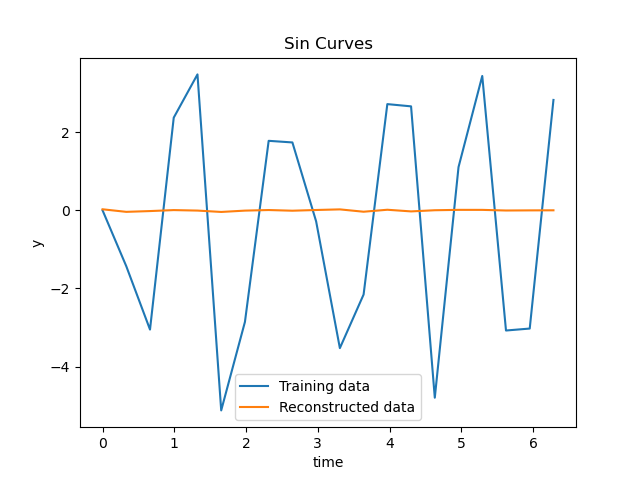 Sin Curves
y
2
0
−2
−4
Training data
Reconstructed data
0 1 2 3 4 5 6
time